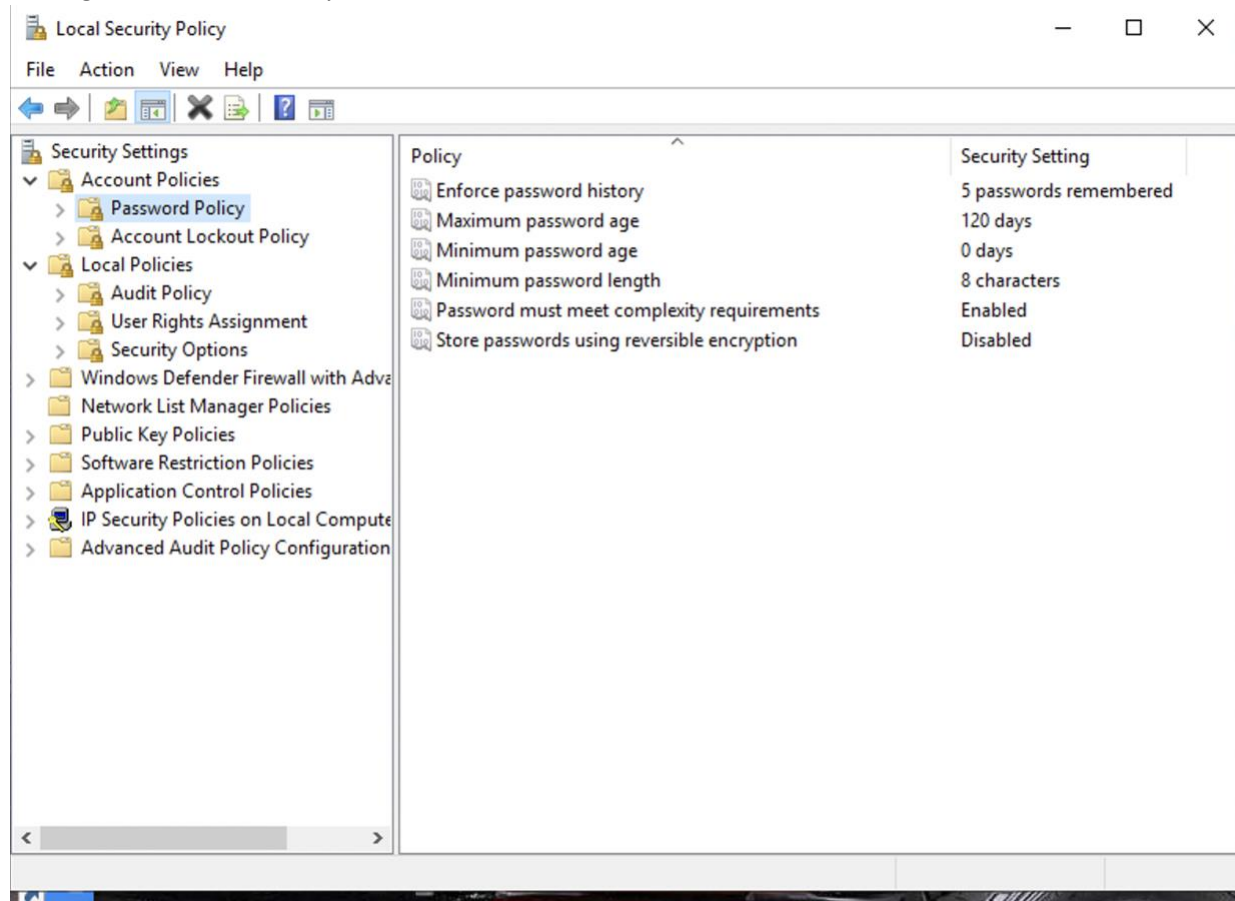 Local Security Policy
File Action View Help
Security Settings
Account Policies
Password Policy
Account Lockout Policy
Local Policies
Audit Policy
User Rights Assignment
Security Options
Windows Defender Firewall with Adva
Network List Manager Policies
Public Key Policies
Software Restriction Policies
Application Control Policies
IP Security Policies on Local Compute
Advanced Audit Policy Configuration
Policy Security Setting
Enforce password history 5 passwords remembered
Maximum password age 120 days
Minimum password age 0 days
Minimum password length 8 characters
Password must meet complexity requirements Enabled
Store passwords using reversible encryption Disabled